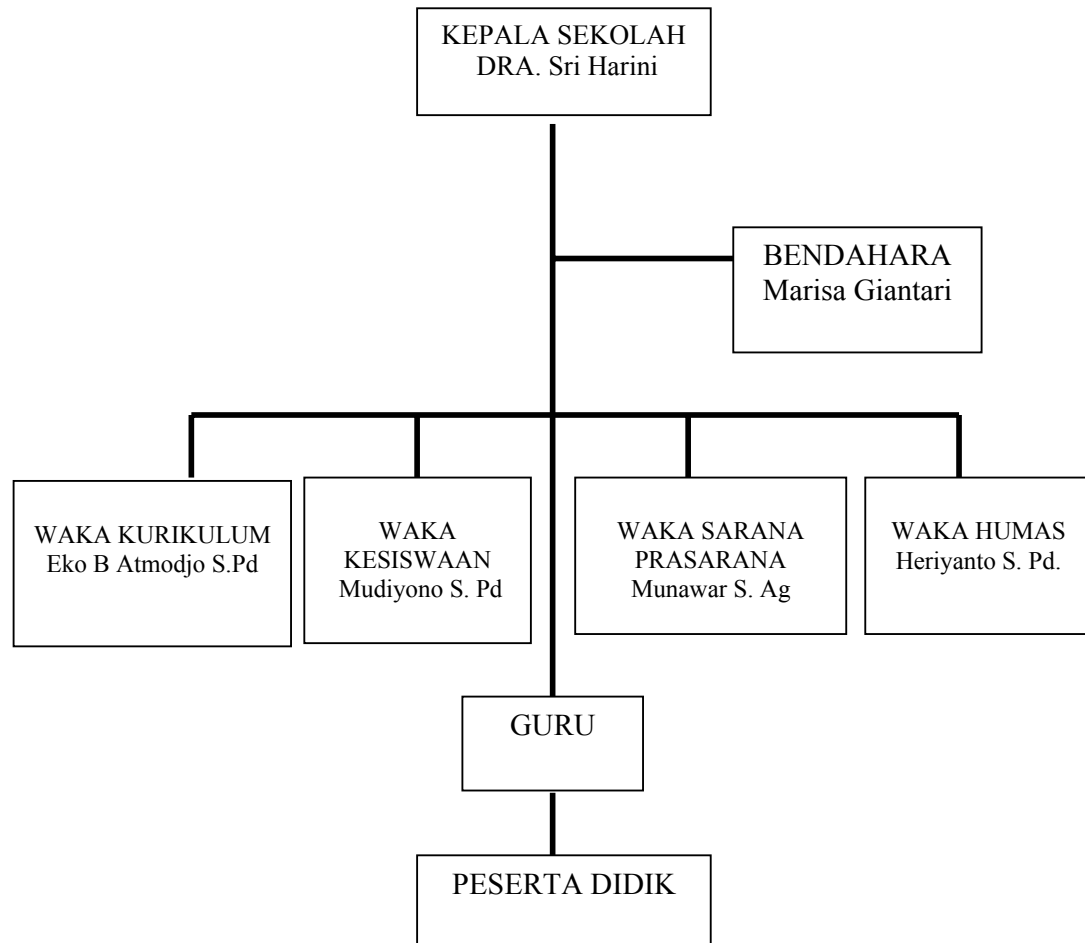 KEPALA SEKOLAH
DRA. Sri Harini
BENDAHARA
Marisa Giantari
WAKA KURIKULUM
Eko B Atmodjo S.Pd
WAKA
KESISWAAN
Mudiyono S. Pd
WAKA SARANA
PRASARANA
Munawar S. Ag
WAKA HUMAS
Heriyanto S. Pd.
GURU
PESERTA DIDIK